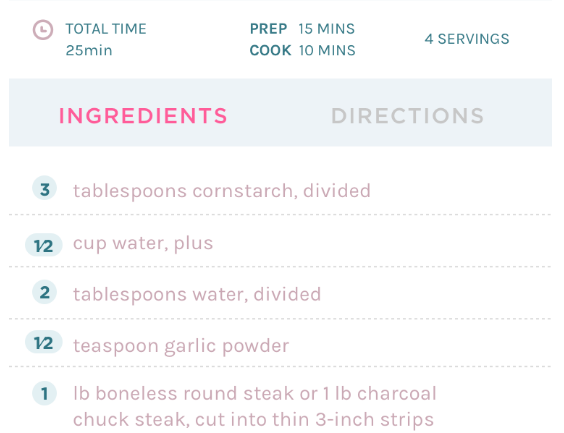 TOTAL TIME
25min
PREP 15 MINS
COOK 10 MINS
4 SERVINGS
INGREDIENTS
DIRECTIONS
3 tablespoons cornstarch, divided
1⁄2 cup water, plus
2 tablespoons water, divided
1⁄2 teaspoon garlic powder
1 lb boneless round steak or 1 lb charcoal
chuck steak, cut into thin 3-inch strips